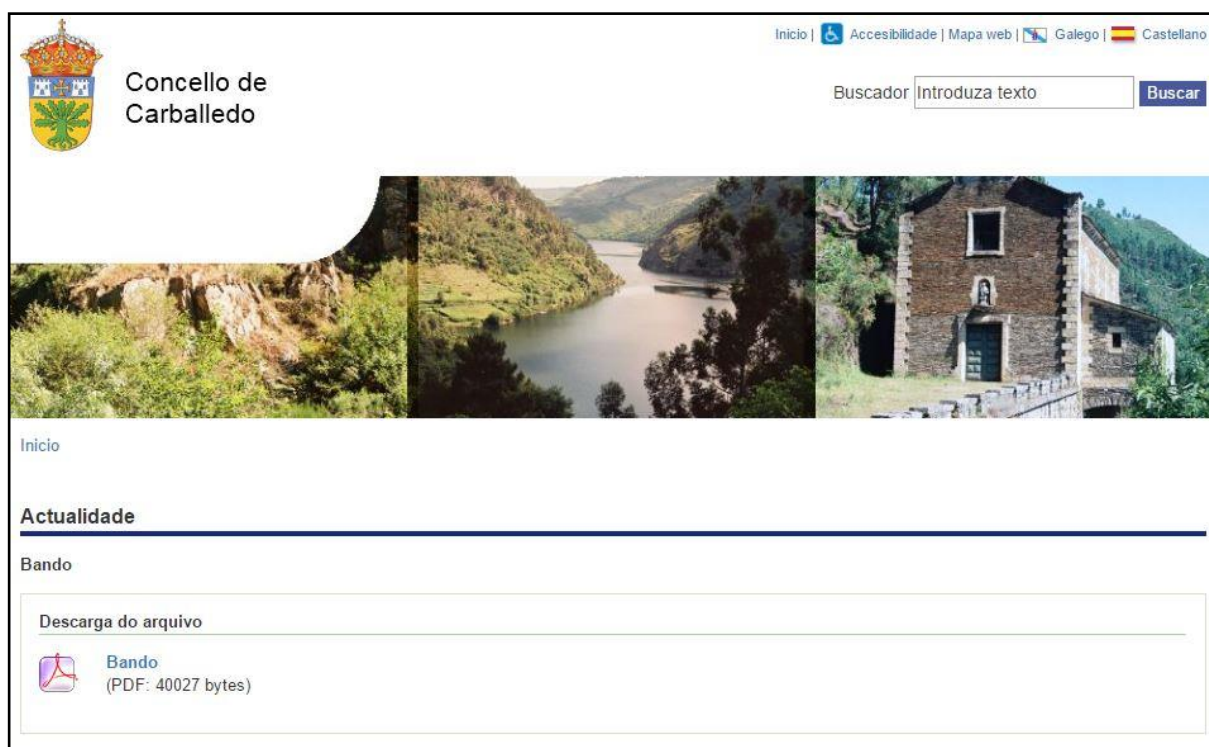 Inicio | Accesibilidade | Mapa web | Galego | Castellano
Concello de
Carballedo
Buscador Introduza texto Buscar
Inicio
Actualidade
Bando
Descarga do arquivo
Bando
(PDF: 40027 bytes)